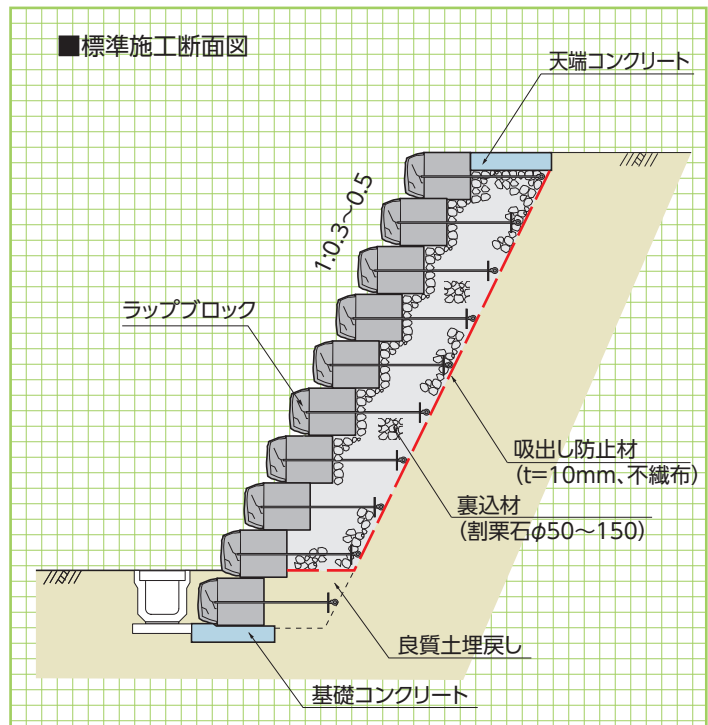 ■標準施工断面図
天端コンクリート
1:0.3～0.5
ラップブロック
吸出し防止材
(t=10mm、不織布)
裏込材
(割栗石φ50～150)
良質土埋戻し
基礎コンクリート